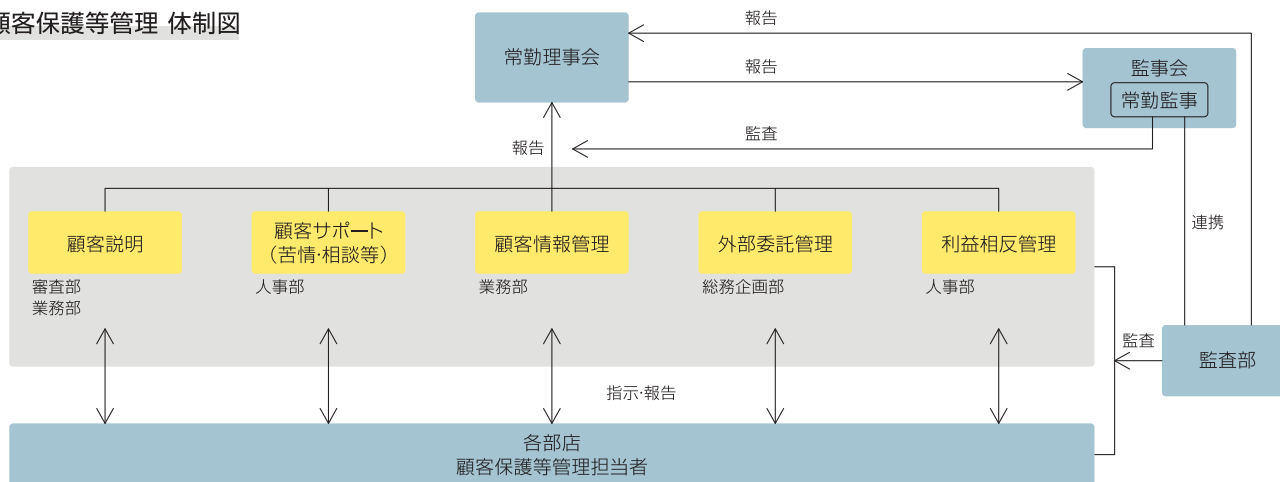 顧客保護等管理 体制図
報告
常勤理事会
報告
監事会
常勤監事
監査
報告
連携
顧客説明
顧客サポート
(苦情・相談等)
顧客情報管理
外部委託管理
利益相反管理
審査部
業務部
人事部
業務部
総務企画部
人事部
監査
監査部
指示・報告
各部店
顧客保護等管理担当者